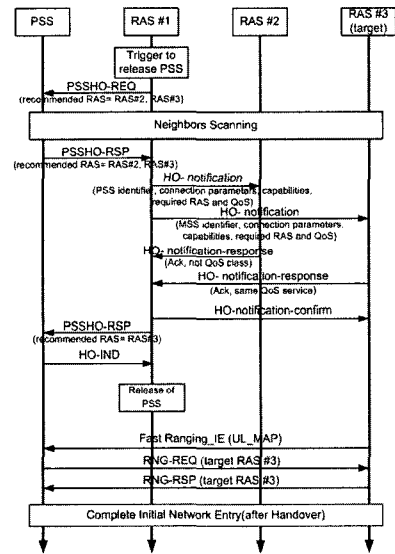 PSS
RAS #1
RAS #2
RAS #3
(target)
Trigger to
release PSS
PSSHO-REQ
(recommended RAS= RAS#2, RAS#3)
Neighbors Scanning
PSSHO-RSP
(recommended RAS= RAS#2, RAS#3)
HO- notification
(PSS identifier, connection parameters, capabilities,
required RAS and QoS)
HO- notification
(MSS identifier, connection parameters,
capabilities, required RAS and QoS)
HO- notification-response
(Ack, not QoS class)
HO- notification-response
(Ack, same QoS service)
HO-notification-confirm
PSSHO-RSP
(recommended RAS= RAS#3)
HO-IND
Release of
PSS
Fast Ranging_IE (UL_MAP)
RNG-REQ (target RAS #3)
RNG-RSP (target RAS #3)
Complete Initial Network Entry(after Handover)